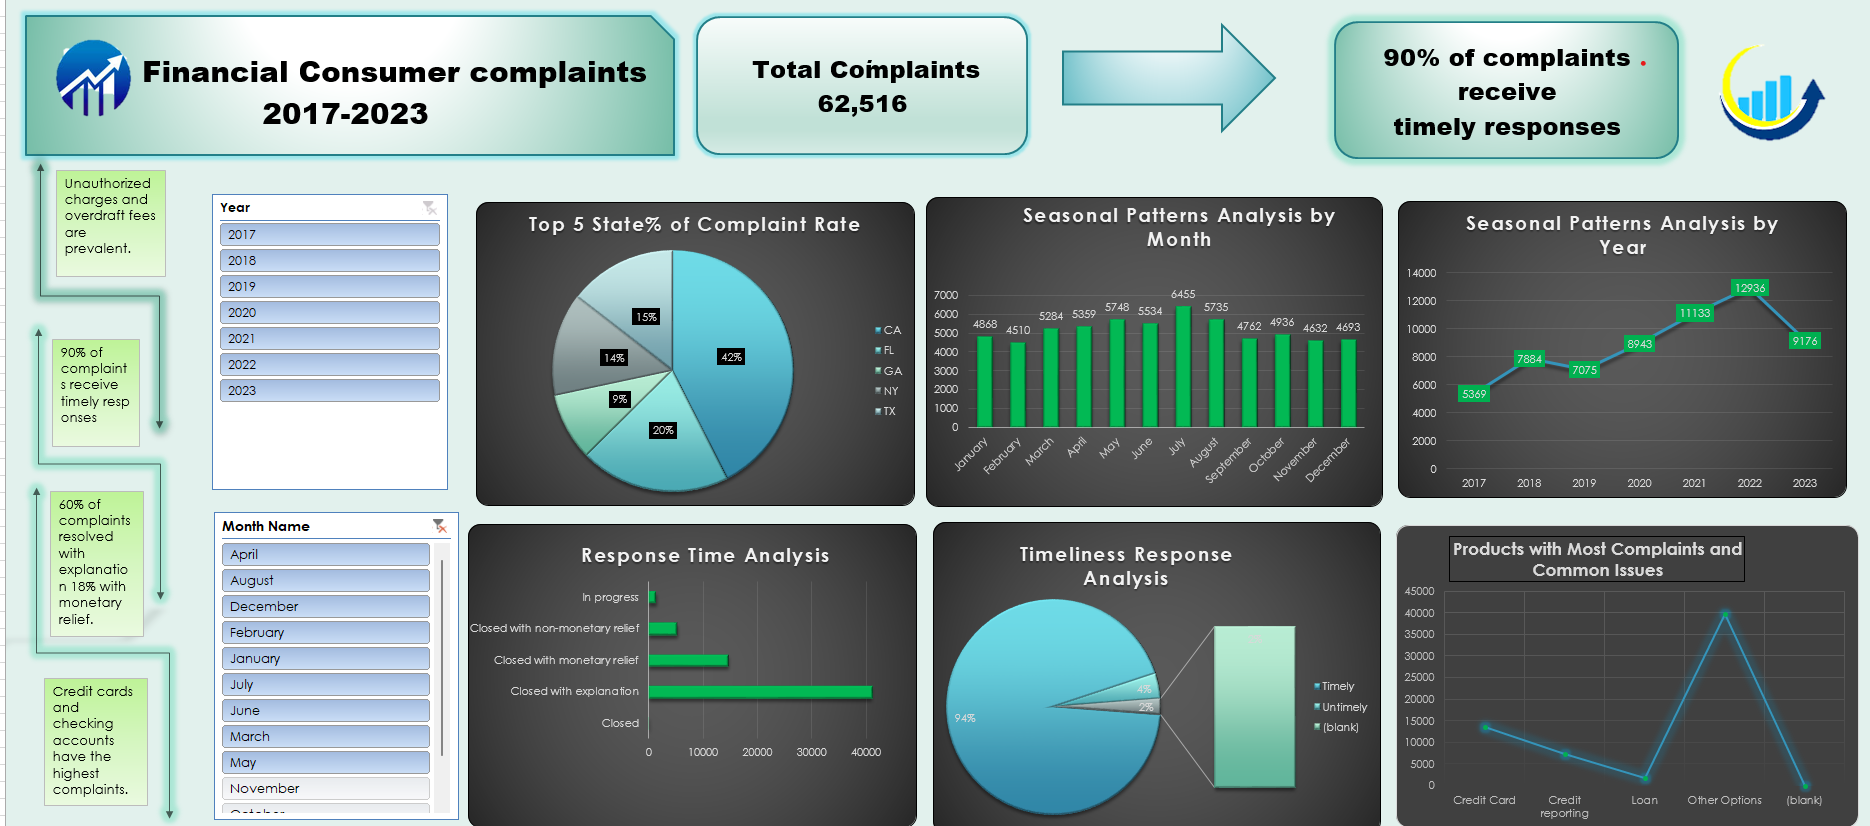 Financial Consumer complaints
2017-2023
Total Complaints
62,516
90% of complaints .
receive
timely responses
Unauthorized
charges and
overdraft fees
are
prevalent.
90% of
complaint
s receive
timely resp
onses
60% of
complaints
resolved
with
explanatio
n 18% with
monetary
relief.
Credit cards
and
checking
accounts
have the
highest
complaints.
Year
2017
2018
2019
2020
2021
2022
2023
Month Name
April
August
December
February
January
July
June
March
May
November
October
Top 5 State% of Complaint Rate
42%
20%
9%
14%
15%
CA
FL
GA
NY
TX
Seasonal Patterns Analysis by
Month
7000
6000
5000
4000
3000
2000
1000
0
4868
4510
5284
5359
5748
5534
6455
5735
4762
4936
4632
4693
January
February
March
April
May
June
July
August
September
October
November
December
Seasonal Patterns Analysis by
Year
14000
12000
10000
8000
6000
4000
2000
0
5369
7884
7075
8943
11133
12936
9176
2017
2018
2019
2020
2021
2022
2023
Response Time Analysis
In progress
Closed with non-monetary relief
Closed with monetary relief
Closed with explanation
Closed
0
10000
20000
30000
40000
Timeliness Response
Analysis
94%
4%
2%
Timely
Untimely
(blank)
Products with Most Complaints and
Common Issues
45000
40000
35000
30000
25000
20000
15000
10000
5000
0
Credit Card
Credit
reporting
Loan
Other Options
(blank)